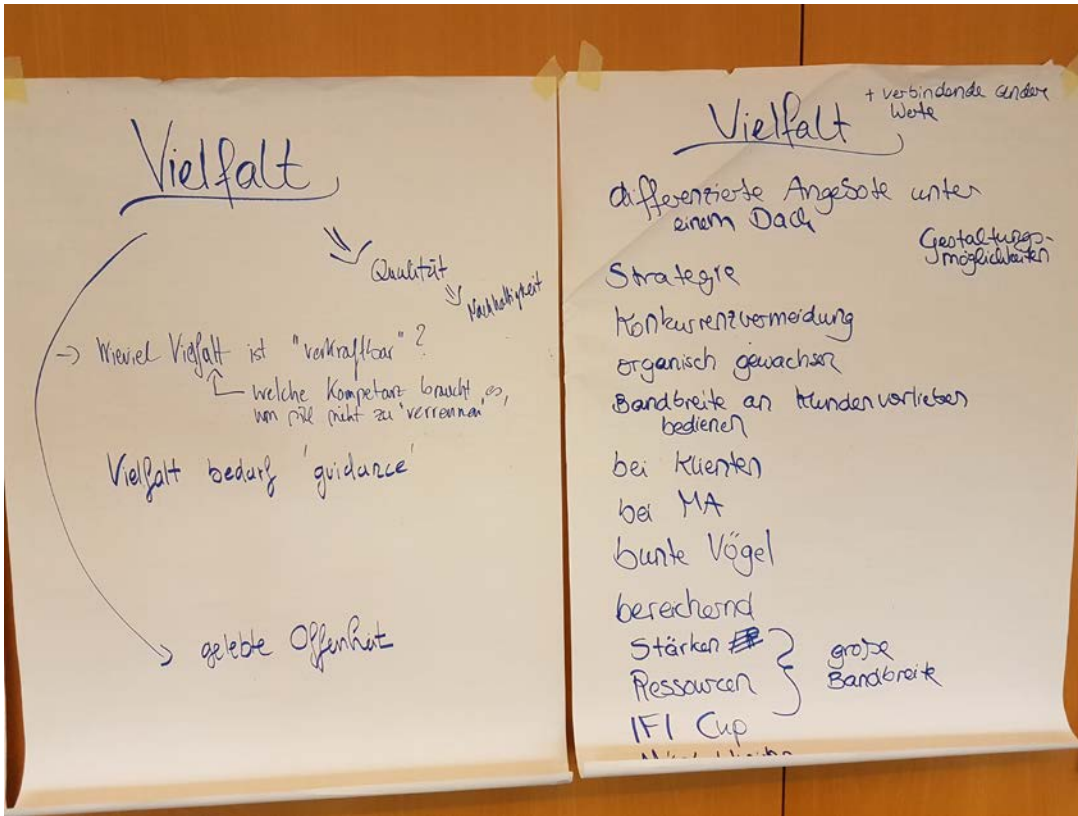 Vielfalt
Qualität
Nachhaltigkeit
→ Wieviel Vielfalt ist "verkraftbar"?
welche Kompetenz braucht es,
um sich nicht zu "verrennen"
Vielfalt bedarf 'guidance'
gelebte Offenheit
Vielfalt
+ verbindende andere
Werte
differenzierte Angebote unter
einem Dach
Gestaltungs-
möglichkeiten
Strategie
Konkurrenzvermeidung
organisch gewachsen
Bandbreite an Kundenvorlieben
bedienen
bei Klienten
bei MA
bunte Vögel
bereichernd
Stärken
Ressourcen
große
Bandbreite
IFI Cup